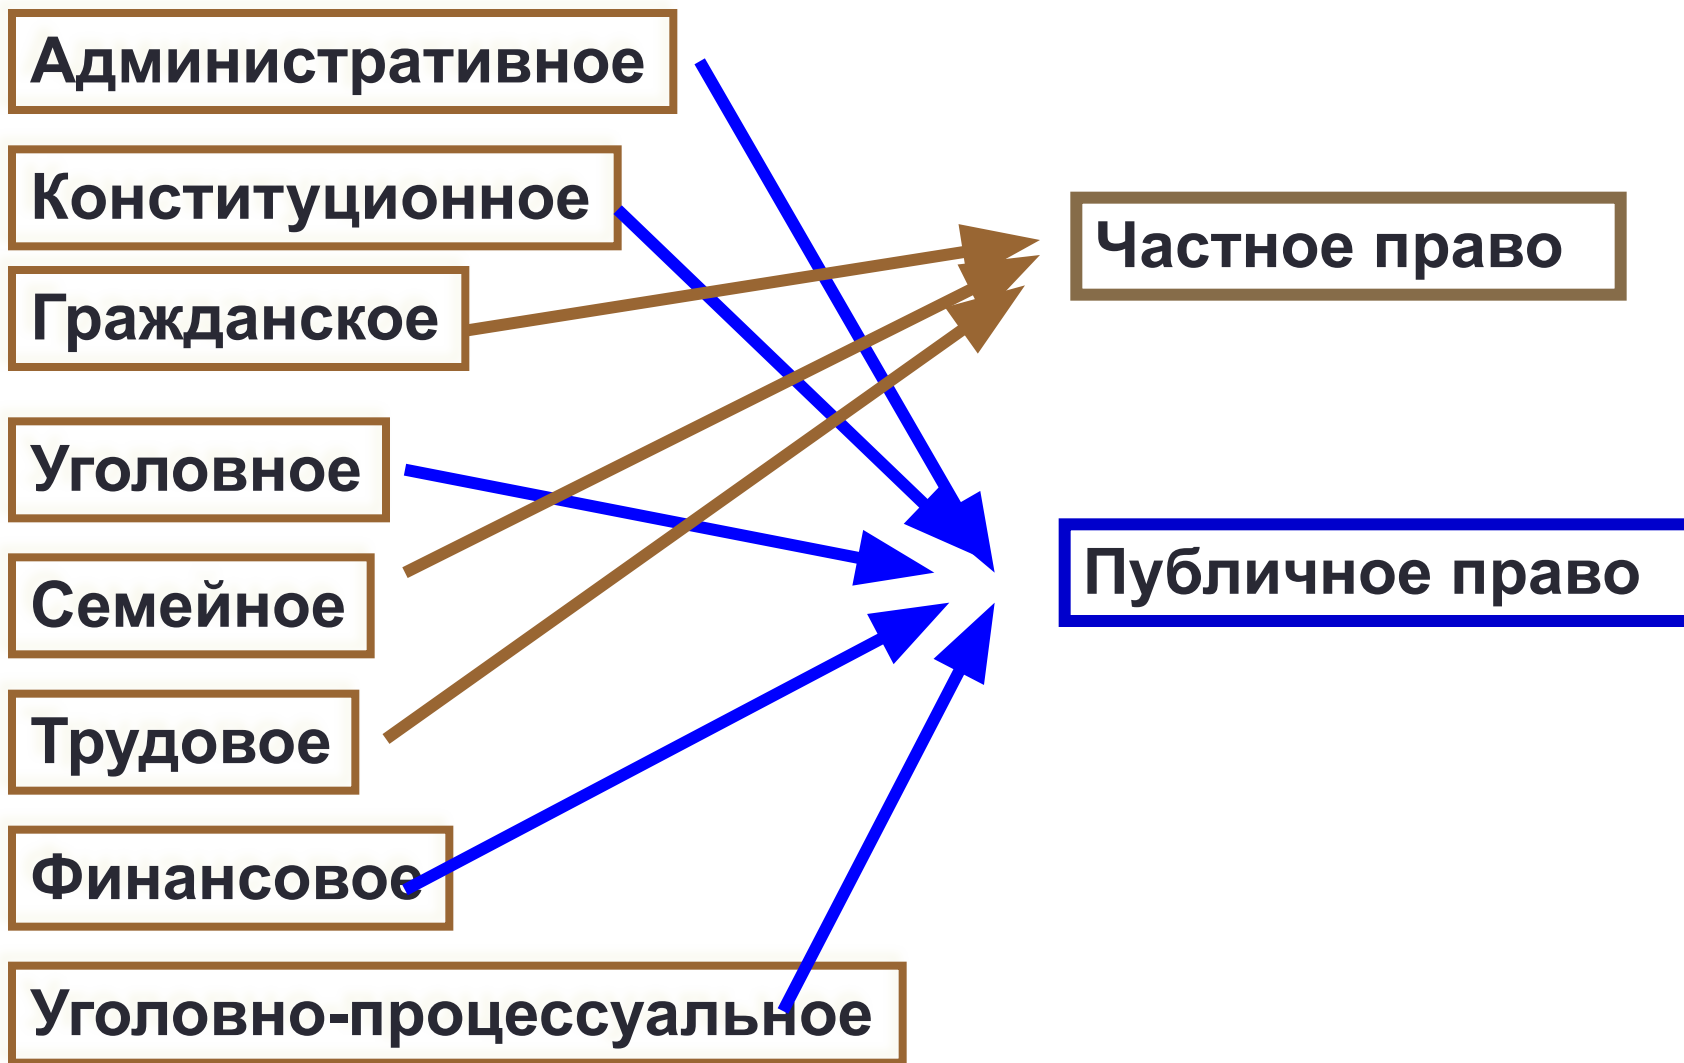 Административное
Конституционное
Гражданское
Уголовное
Семейное
Трудовое
Финансовое
Уголовно-процессуальное
Частное право
Публичное право